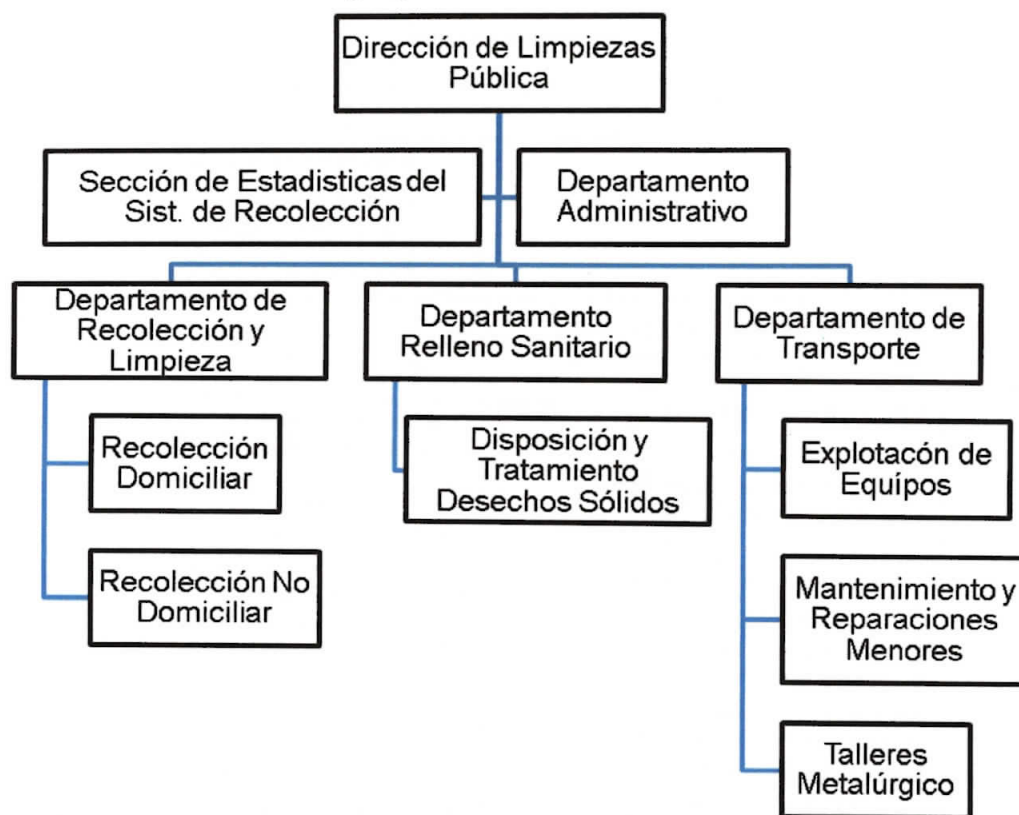 Dirección de Limpiezas
Pública
Sección de Estadisticas del
Sist. de Recolección
Departamento
Administrativo
Departamento de
Recolección y
Limpieza
Departamento
Relleno Sanitario
Departamento de
Transporte
Recolección
Domiciliar
Disposición y
Tratamiento
Desechos Sólidos
Explotacón de
Equípos
Recolección No
Domiciliar
Mantenimiento y
Reparaciones
Menores
Talleres
Metalúrgico